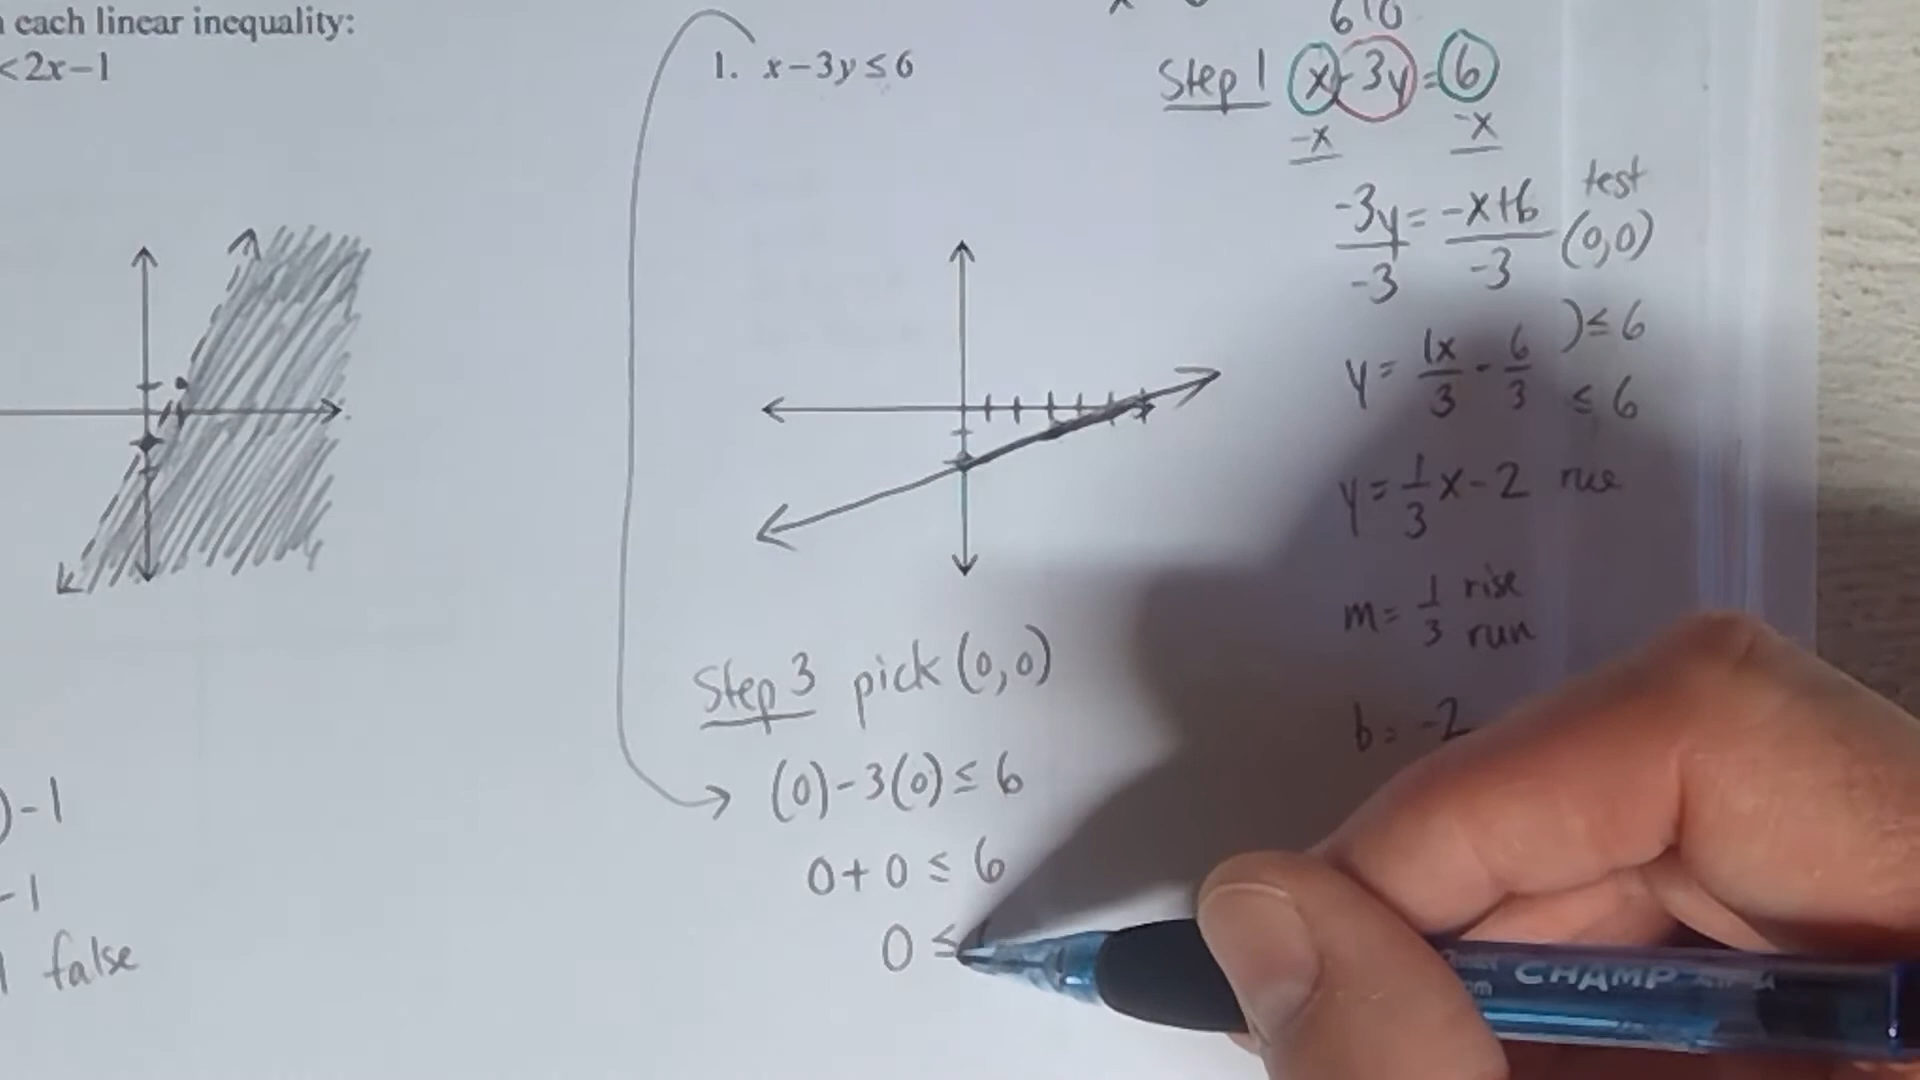 each linear inequality:
<2x-1
)-1
-1
false
1. x-3y≤6
Step 3 pick (0,0)
(0)-3(0)≤6
0+0≤6
0≤
Step 1 x-3y=6
-x -x
-3y = -x+6
-3 -3
test
(0,0)
)≤6
≤6
y = 1x/3 - 6/3
y = 1/3x - 2
m = 1/3 rise run
b = -2
CHAMP